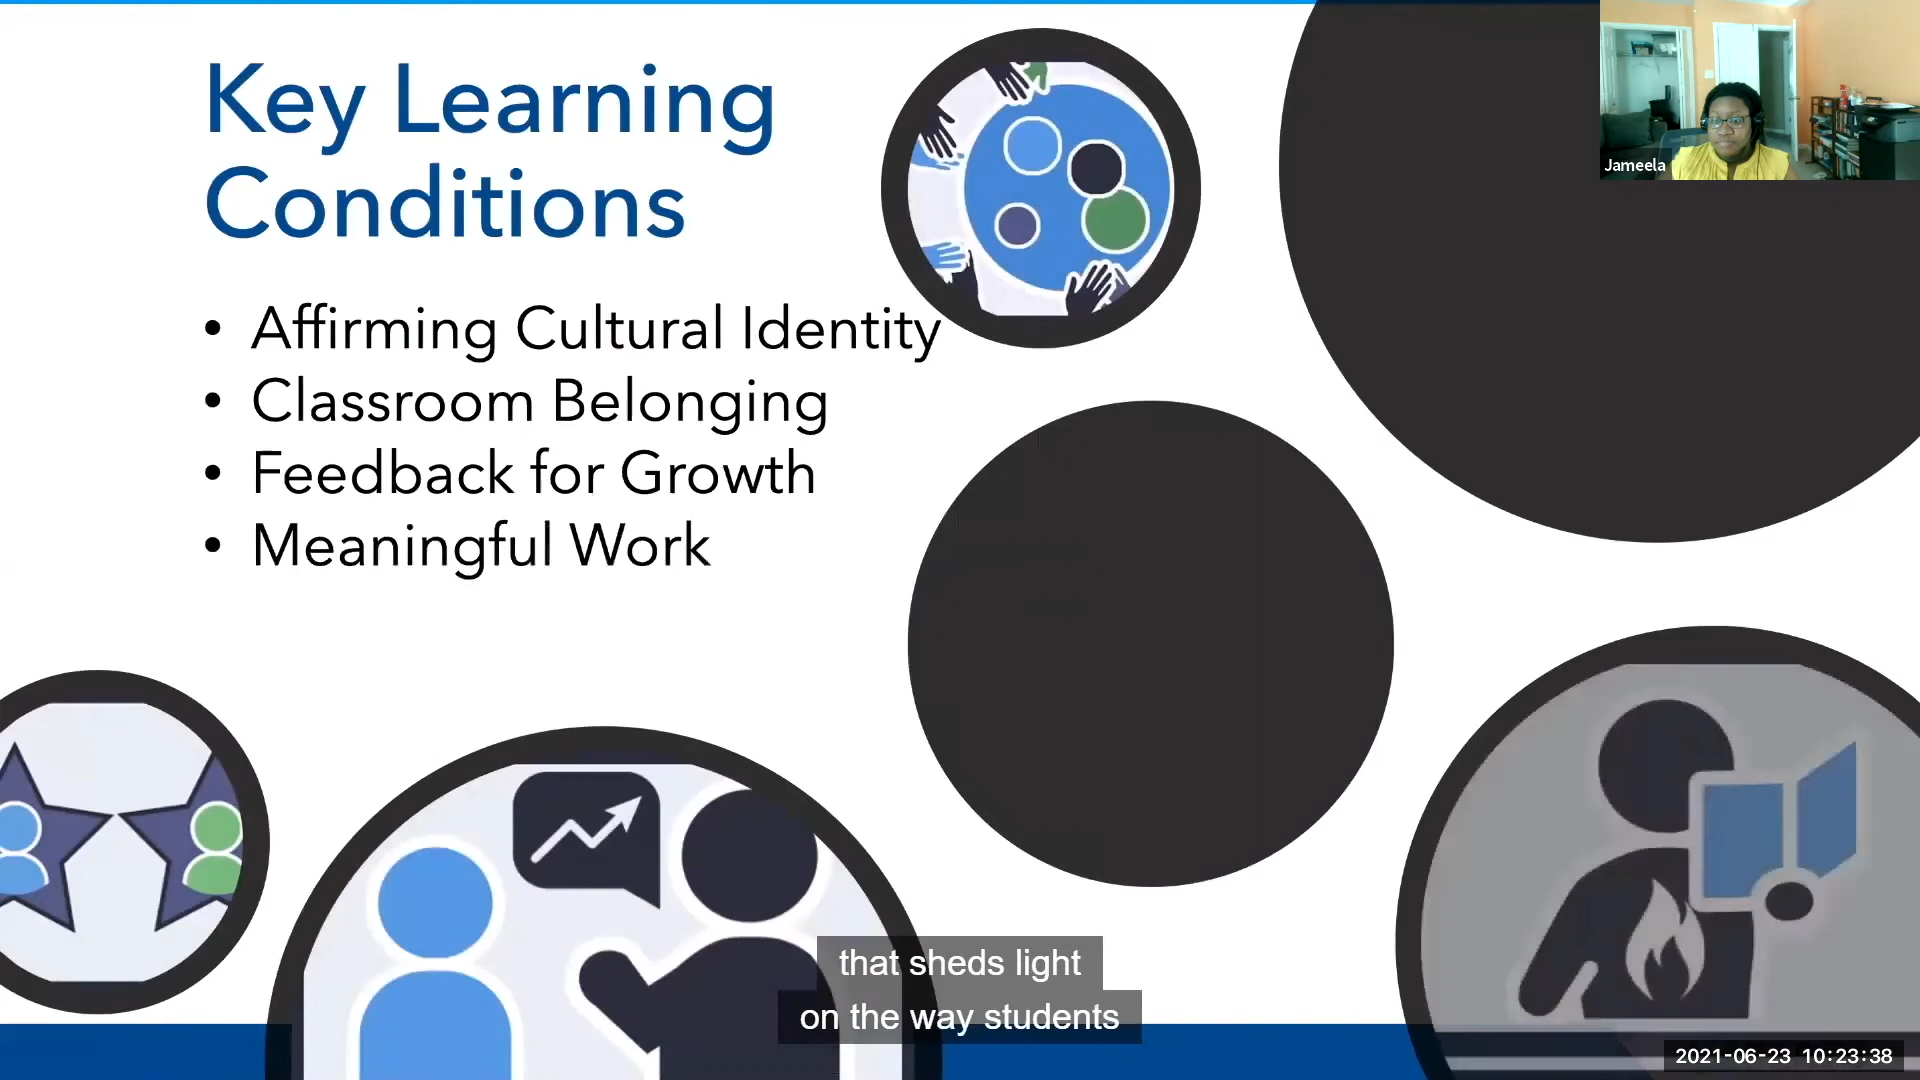 Key Learning
Conditions
• Affirming Cultural Identity
• Classroom Belonging
• Feedback for Growth
• Meaningful Work
Jameela
that sheds light
on the way students
2021-06-23 10:23:38